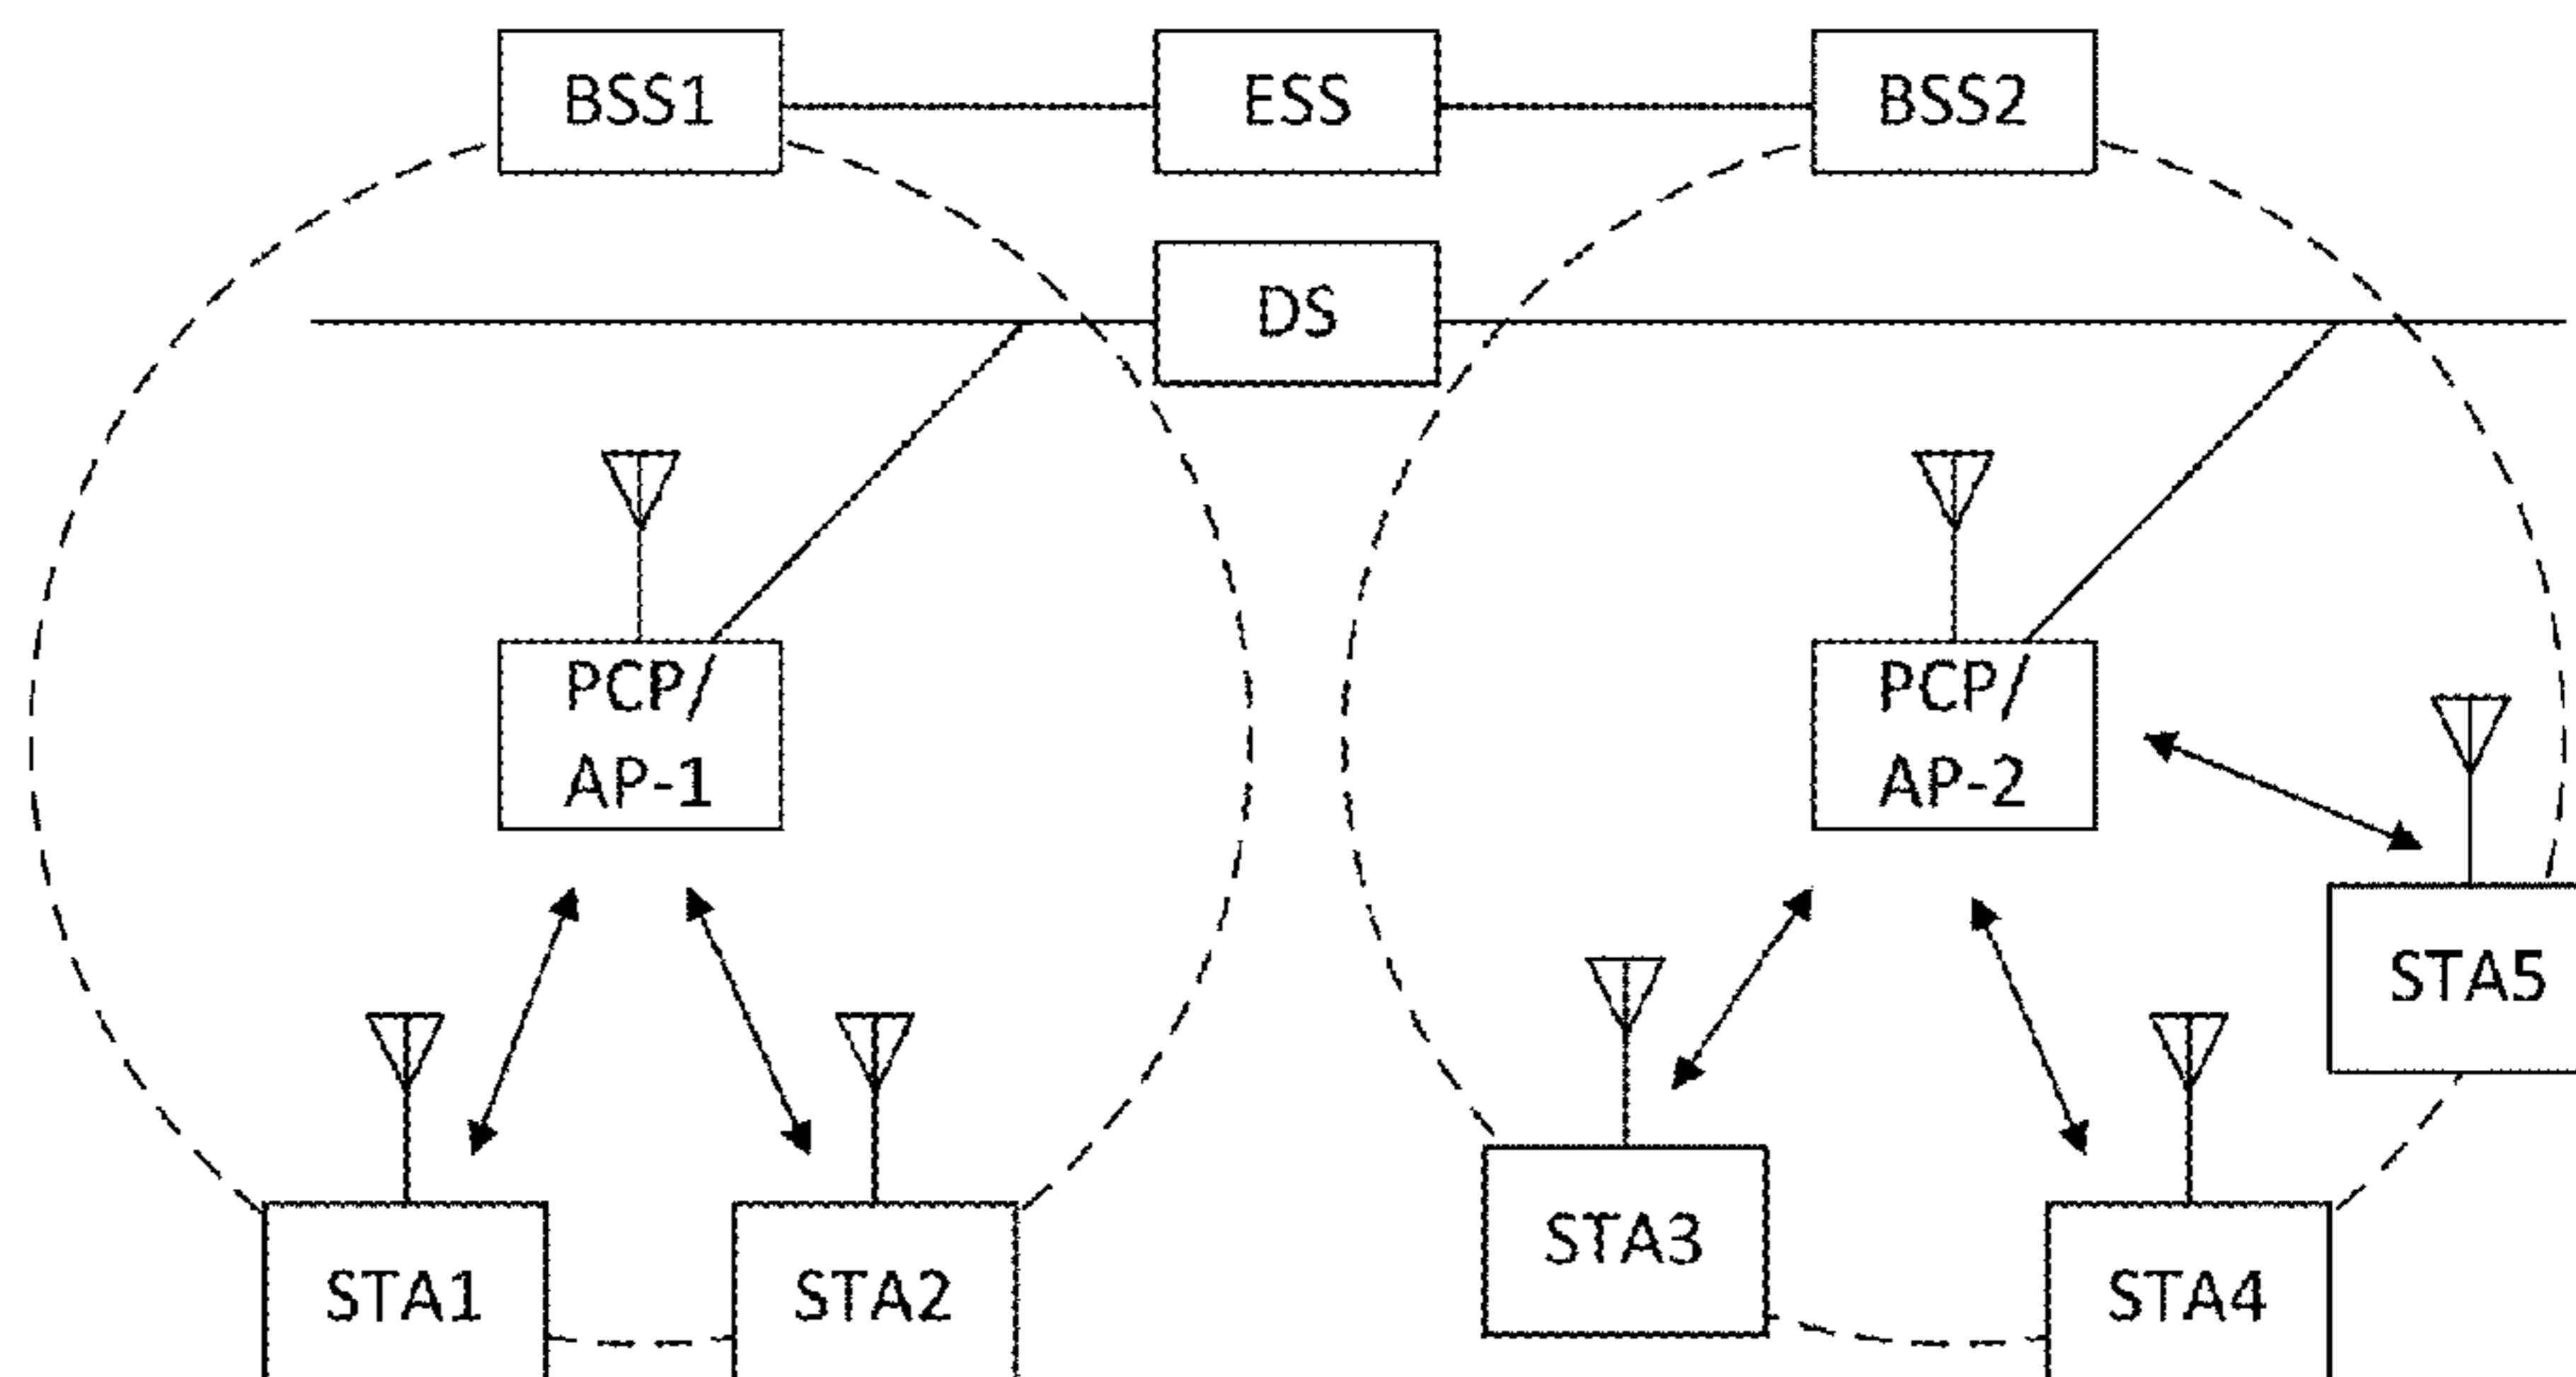 BSS1
ESS
BSS2
DS
PCP/
AP-1
PCP/
AP-2
STA5
STA3
STA1
STA2
STA4